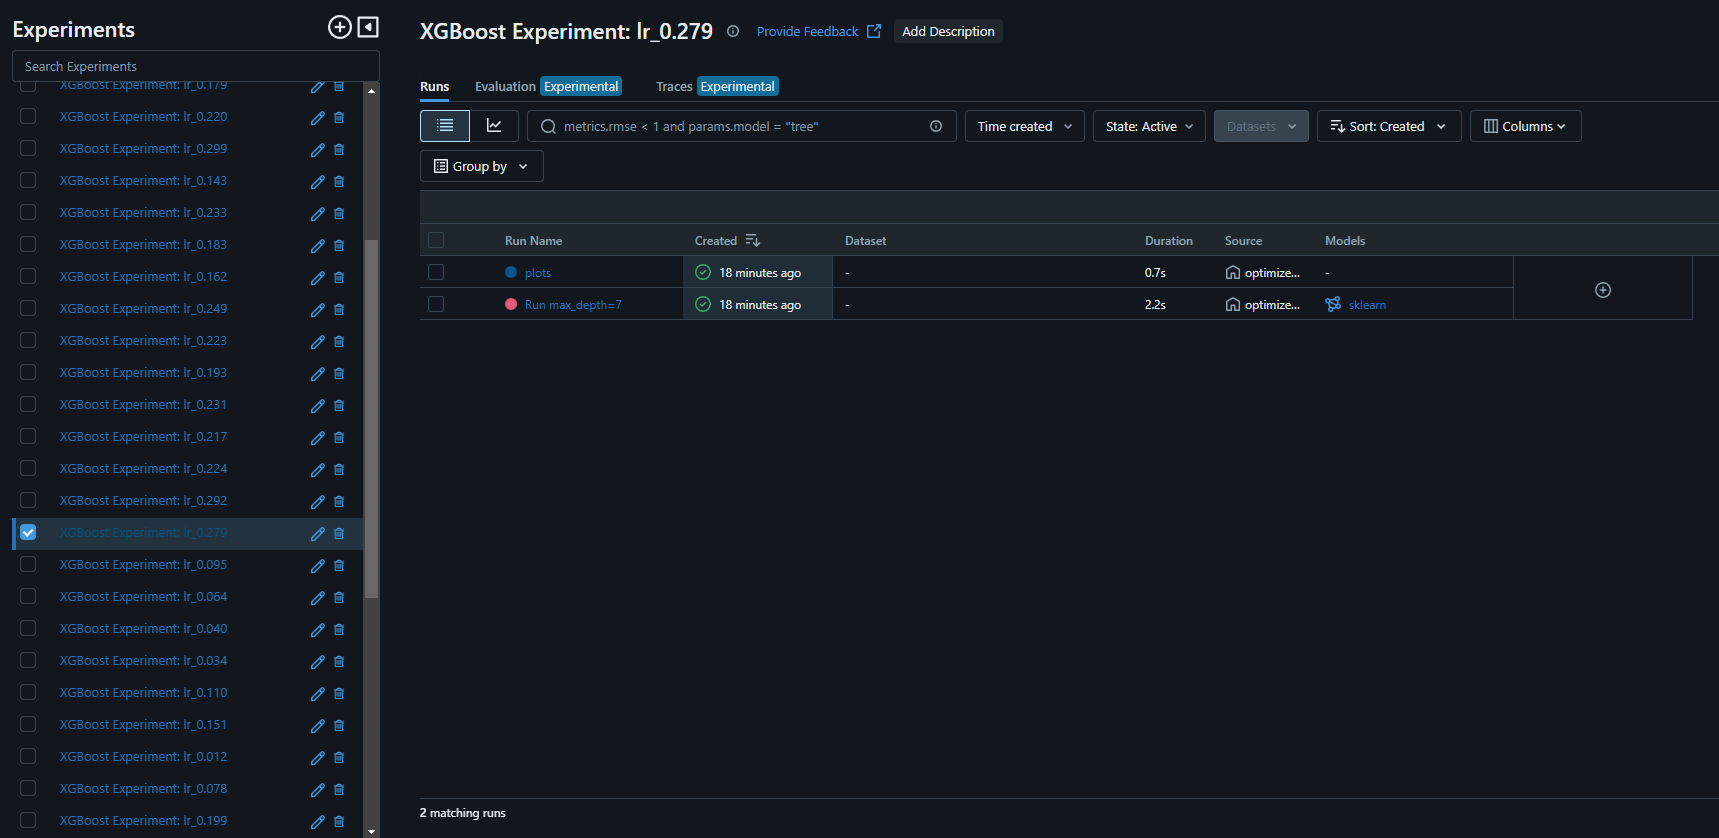 Experiments
Search Experiments
XGBoost Experiment: lr_0.179
XGBoost Experiment: lr_0.220
XGBoost Experiment: lr_0.299
XGBoost Experiment: lr_0.143
XGBoost Experiment: lr_0.233
XGBoost Experiment: lr_0.183
XGBoost Experiment: lr_0.162
XGBoost Experiment: lr_0.249
XGBoost Experiment: lr_0.223
XGBoost Experiment: lr_0.193
XGBoost Experiment: lr_0.231
XGBoost Experiment: lr_0.217
XGBoost Experiment: lr_0.224
XGBoost Experiment: lr_0.292
XGBoost Experiment: lr_0.279
XGBoost Experiment: lr_0.095
XGBoost Experiment: lr_0.064
XGBoost Experiment: lr_0.040
XGBoost Experiment: lr_0.034
XGBoost Experiment: lr_0.110
XGBoost Experiment: lr_0.151
XGBoost Experiment: lr_0.012
XGBoost Experiment: lr_0.078
XGBoost Experiment: lr_0.199
XGBoost Experiment: lr_0.279 Provide Feedback Add Description
Runs Evaluation Experimental Traces Experimental
metrics.rmse < 1 and params.model = "tree" Time created State: Active Datasets Sort: Created Columns
Group by
Run Name Created Dataset Duration Source Models
plots 18 minutes ago - 0.7s optimize... -
Run max_depth=7 18 minutes ago - 2.2s optimize... sklearn
2 matching runs